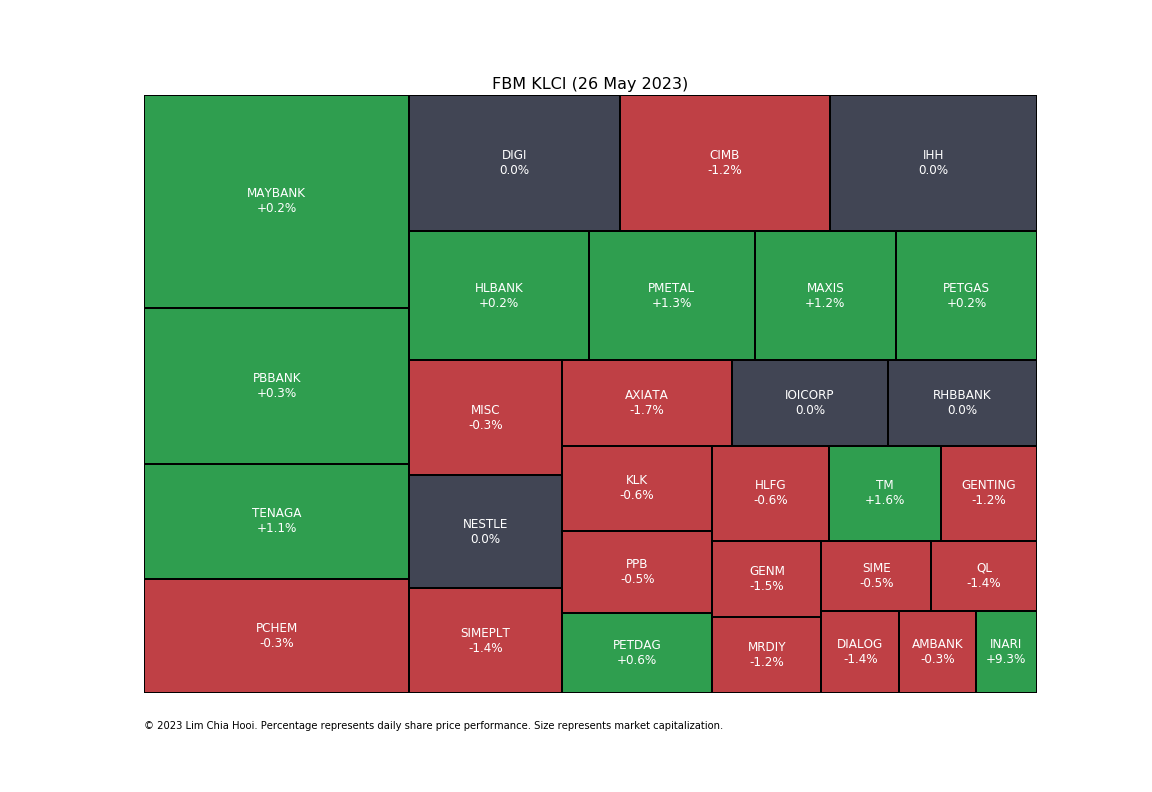 FBM KLCI (26 May 2023)
MAYBANK
+0.2%
DIGI
0.0%
CIMB
-1.2%
IHH
0.0%
HLBANK
+0.2%
PMETAL
+1.3%
MAXIS
+1.2%
PETGAS
+0.2%
PBBANK
+0.3%
MISC
-0.3%
AXIATA
-1.7%
IOICORP
0.0%
RHBBANK
0.0%
KLK
-0.6%
HLFG
-0.6%
TM
+1.6%
GENTING
-1.2%
TENAGA
+1.1%
NESTLE
0.0%
PPB
-0.5%
GENM
-1.5%
SIME
-0.5%
QL
-1.4%
PCHEM
-0.3%
SIMEPLT
-1.4%
PETDAG
+0.6%
MRDIY
-1.2%
DIALOG
-1.4%
AMBANK
-0.3%
INARI
+9.3%
© 2023 Lim Chia Hooi. Percentage represents daily share price performance. Size represents market capitalization.